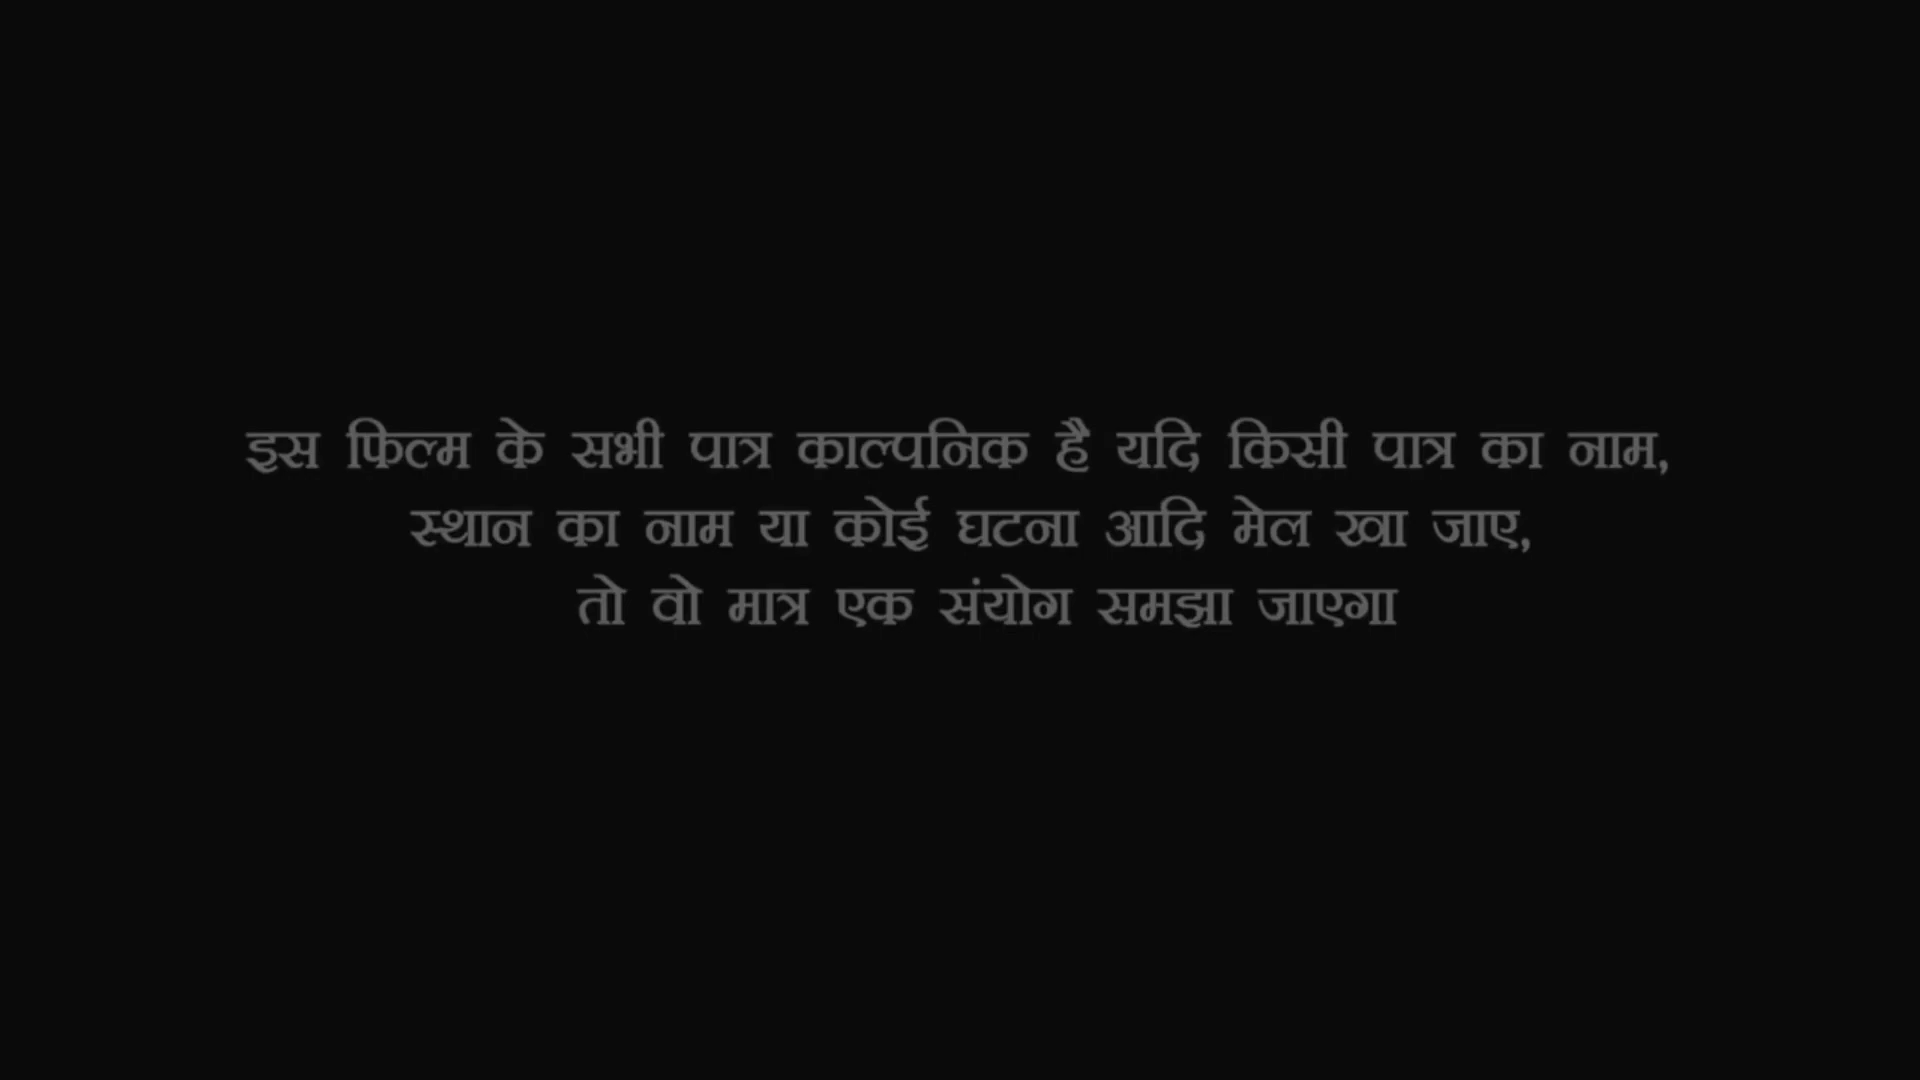 इस फिल्म के सभी पात्र काल्पनिक है यदि किसी पात्र का नाम,
स्थान का नाम या कोई घटना आदि मेल खा जाए,
तो वो मात्र एक संयोग समझा जाएगा